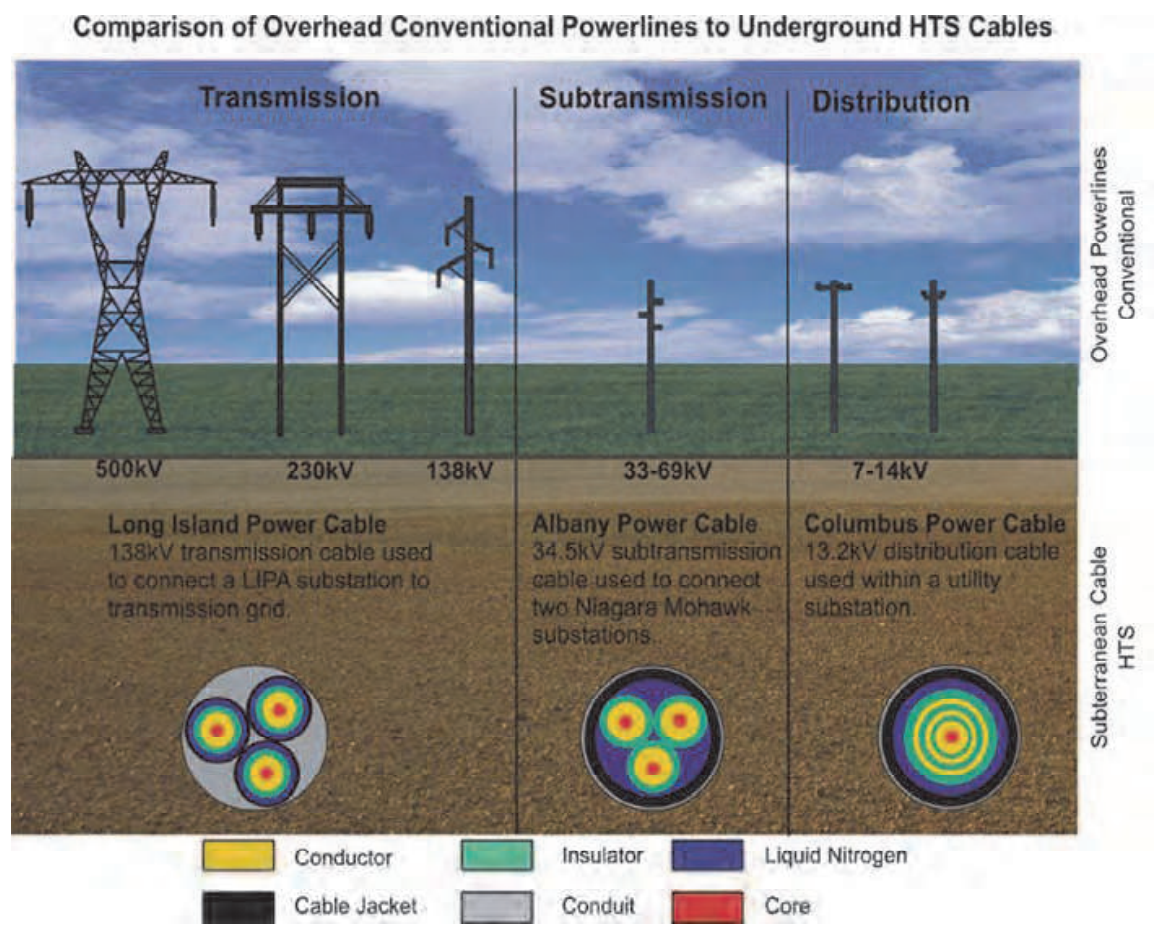 Comparison of Overhead Conventional Powerlines to Underground HTS Cables
Transmission
Subtransmission
Distribution
Overhead Powerlines
Conventional
500kV
230kV
138kV
33-69kV
7-14kV
Long Island Power Cable
138kV transmission cable used
to connect a LIPA substation to
transmission grid.
Albany Power Cable
34.5kV subtransmission
cable used to connect
two Niagara Mohawk
substations.
Columbus Power Cable
13.2kV distribution cable
used within a utility
substation.
Subterranean Cable
HTS
Conductor
Insulator
Liquid Nitrogen
Cable Jacket
Conduit
Core